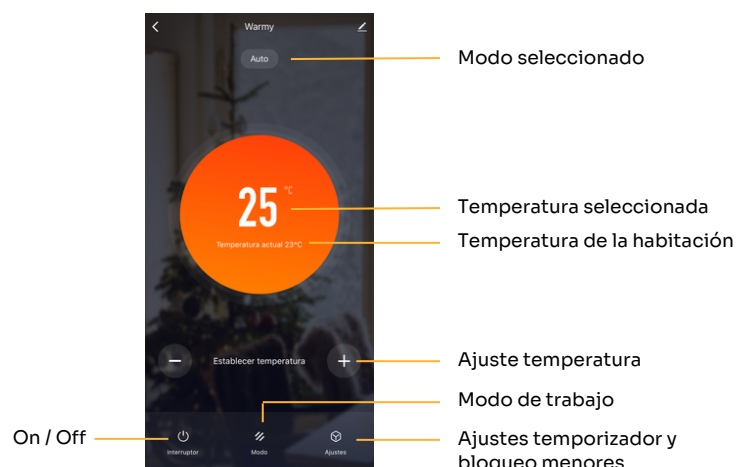 Warmy
Auto
Modo seleccionado
25 °C
Temperatura seleccionada
Temperatura actual 23°C
Temperatura de la habitación
Establecer temperatura
Ajuste temperatura
Modo de trabajo
On / Off
Interruptor
Modo
Ajustes
Ajustes temporizador y
bloqueo menores